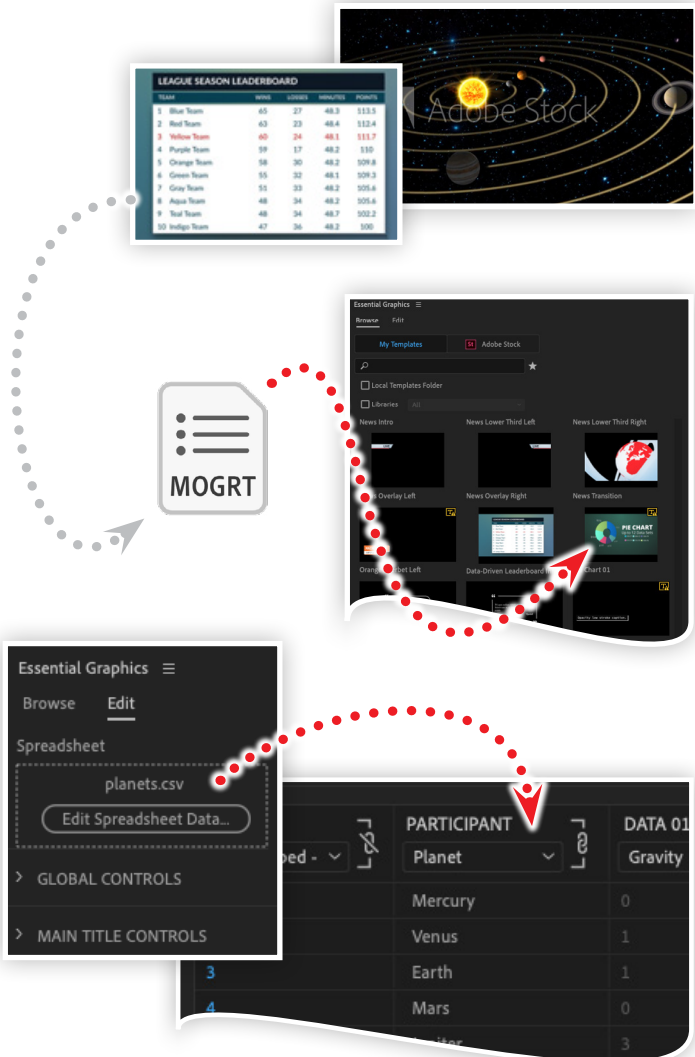 LEAGUE SEASON LEADERBOARD
TEAM WINS LOSSES MINUTES POINTS
1 Blue Team 65 27 48.3 113.5
2 Red Team 63 23 48.4 112.4
3 Yellow Team 60 24 48.1 111.7
4 Purple Team 59 17 48.2 110
5 Orange Team 58 30 48.2 109.8
6 Green Team 55 32 48.1 109.3
7 Gray Team 51 33 48.2 105.6
8 Aqua Team 48 34 48.2 105.6
9 Teal Team 48 34 48.7 102.2
10 Indigo Team 47 36 48.2 100
Adobe Stock
Essential Graphics
Browse Edit
My Templates St Adobe Stock
Local Templates Folder
Libraries All
News Intro News Lower Third Left News Lower Third Right
Overlay Left News Overlay Right News Transition
PIE CHART
Left Data-Driven Leaderboard Chart 01
MOGRT
Essential Graphics
Browse Edit
Spreadsheet
planets.csv
Edit Spreadsheet Data...
GLOBAL CONTROLS
MAIN TITLE CONTROLS
PARTICIPANT DATA 01
Planet Gravity
Mercury 0
Venus 1
3 Earth 1
4 Mars 0
3